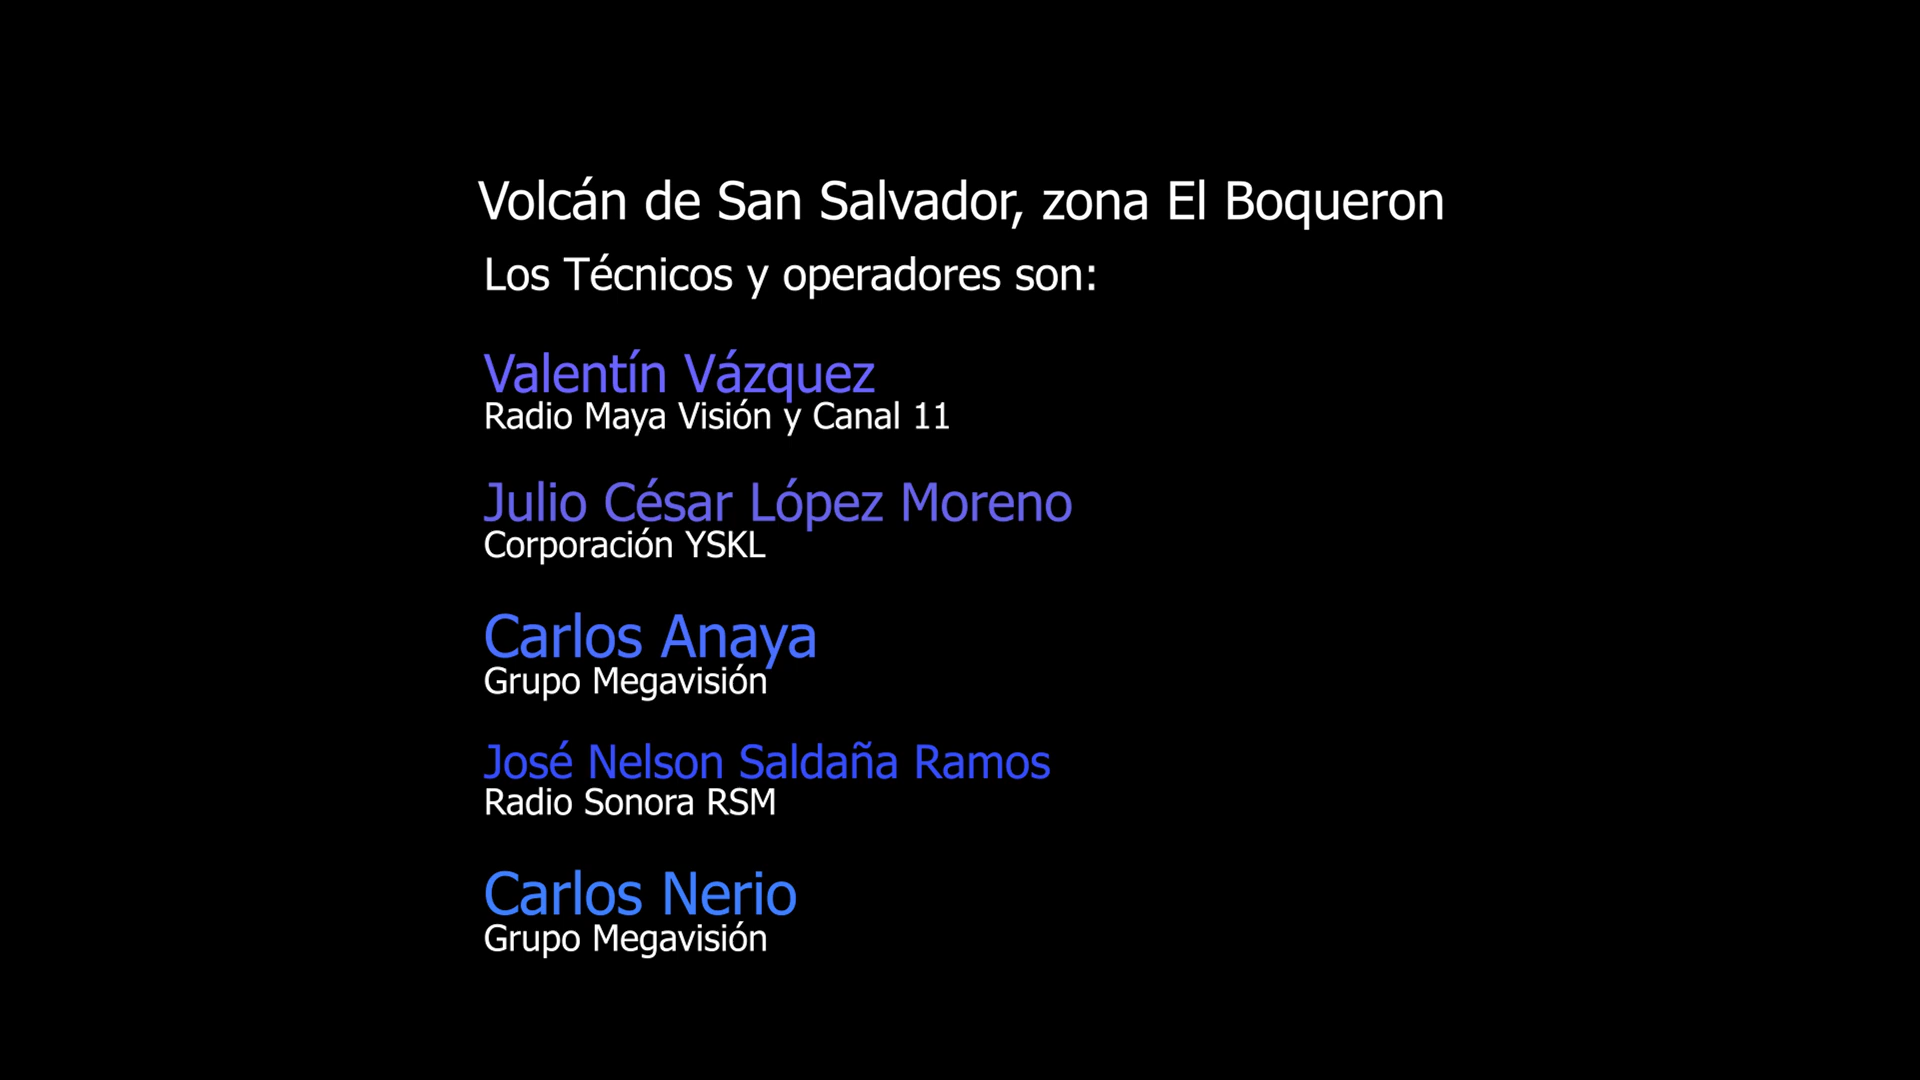 Volcán de San Salvador, zona El Boqueron
Los Técnicos y operadores son:
Valentín Vázquez
Radio Maya Visión y Canal 11
Julio César López Moreno
Corporación YSKL
Carlos Anaya
Grupo Megavisión
José Nelson Saldaña Ramos
Radio Sonora RSM
Carlos Nerio
Grupo Megavisión